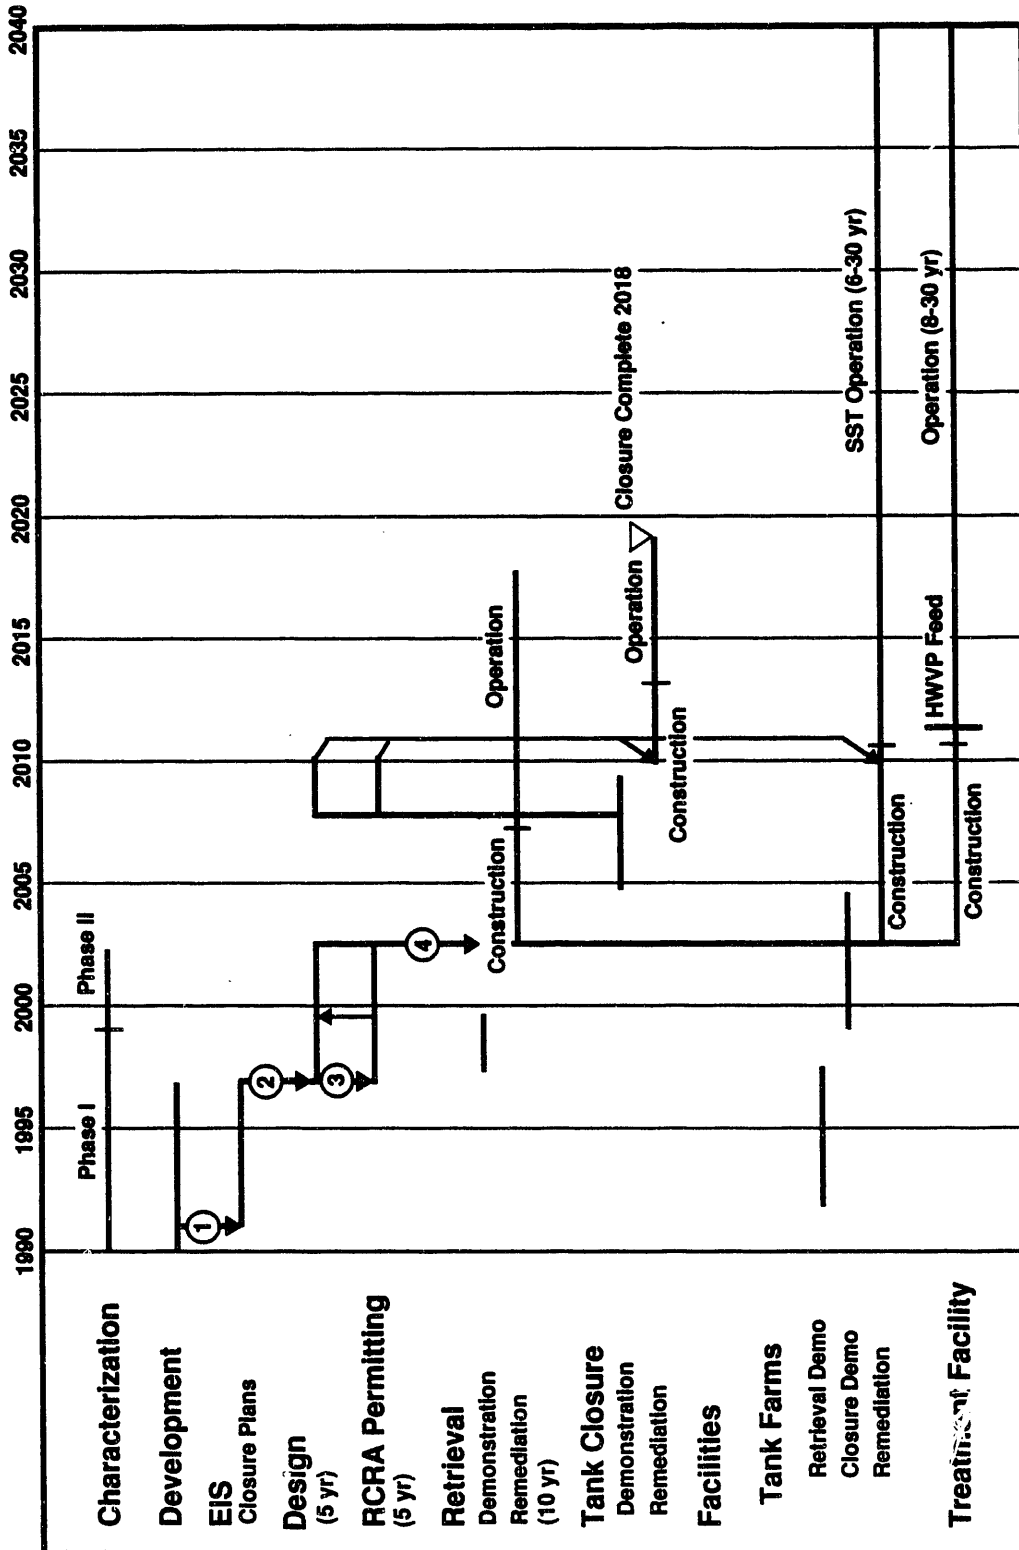 1990 1995 2000 2005 2010 2015 2020 2025 2030 2035 2040
Characterization
Phase I
Phase II
Development
1
EIS
Closure Plans
2
Design
(5 yr)
3
RCRA Permitting
(5 yr)
4
Retrieval
Demonstration
Remediation
(10 yr)
Construction
Operation
Tank Closure
Demonstration
Closure Complete 2018
Remediation
Operation
Construction
Facilities
Tank Farms
Retrieval Demo
Closure Demo
Remediation
SST Operation (6-30 yr)
Construction
Treatment Facility
HWVP Feed
Operation (8-30 yr)
Construction